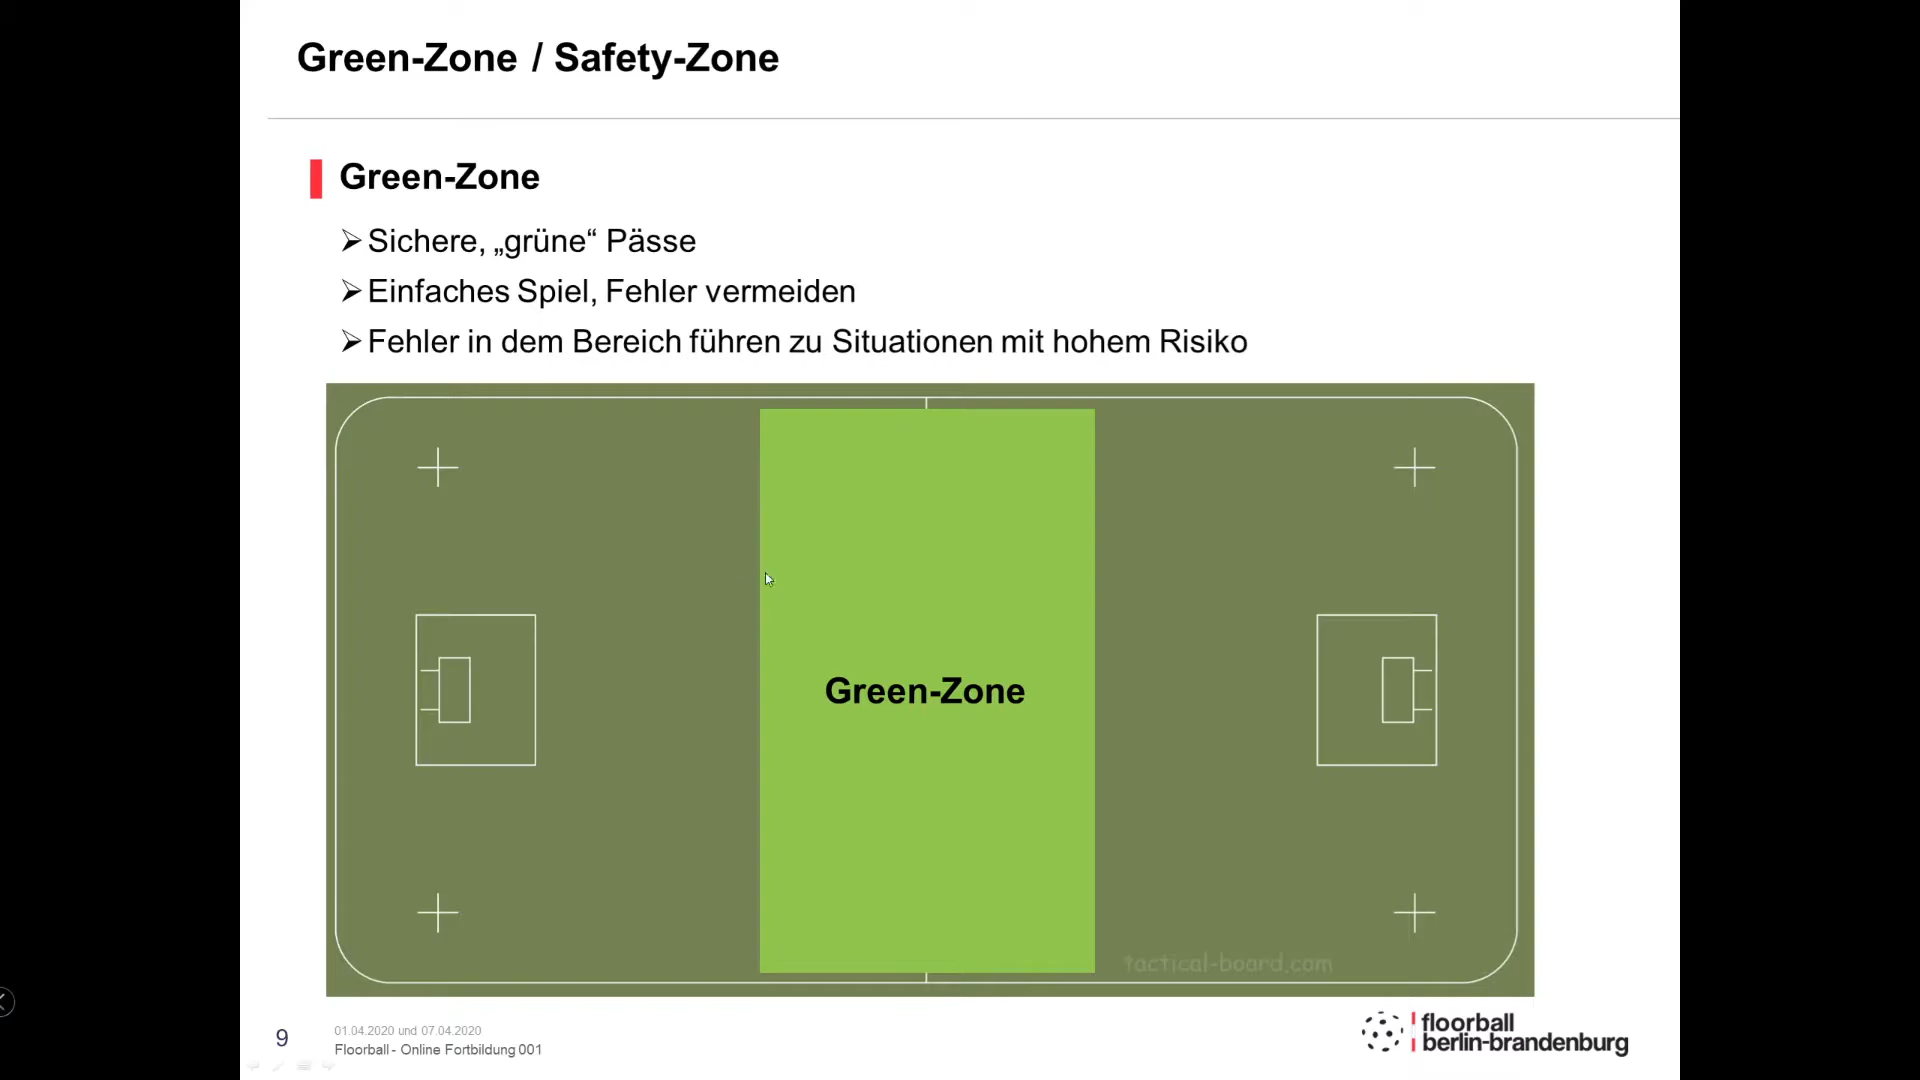 Green-Zone / Safety-Zone
Green-Zone
Sichere, „grüne“ Pässe
Einfaches Spiel, Fehler vermeiden
Fehler in dem Bereich führen zu Situationen mit hohem Risiko
Green-Zone
tactical-board.com
9
01.04.2020 und 07.04.2020
Floorball - Online Fortbildung 001
floorball
berlin-brandenburg